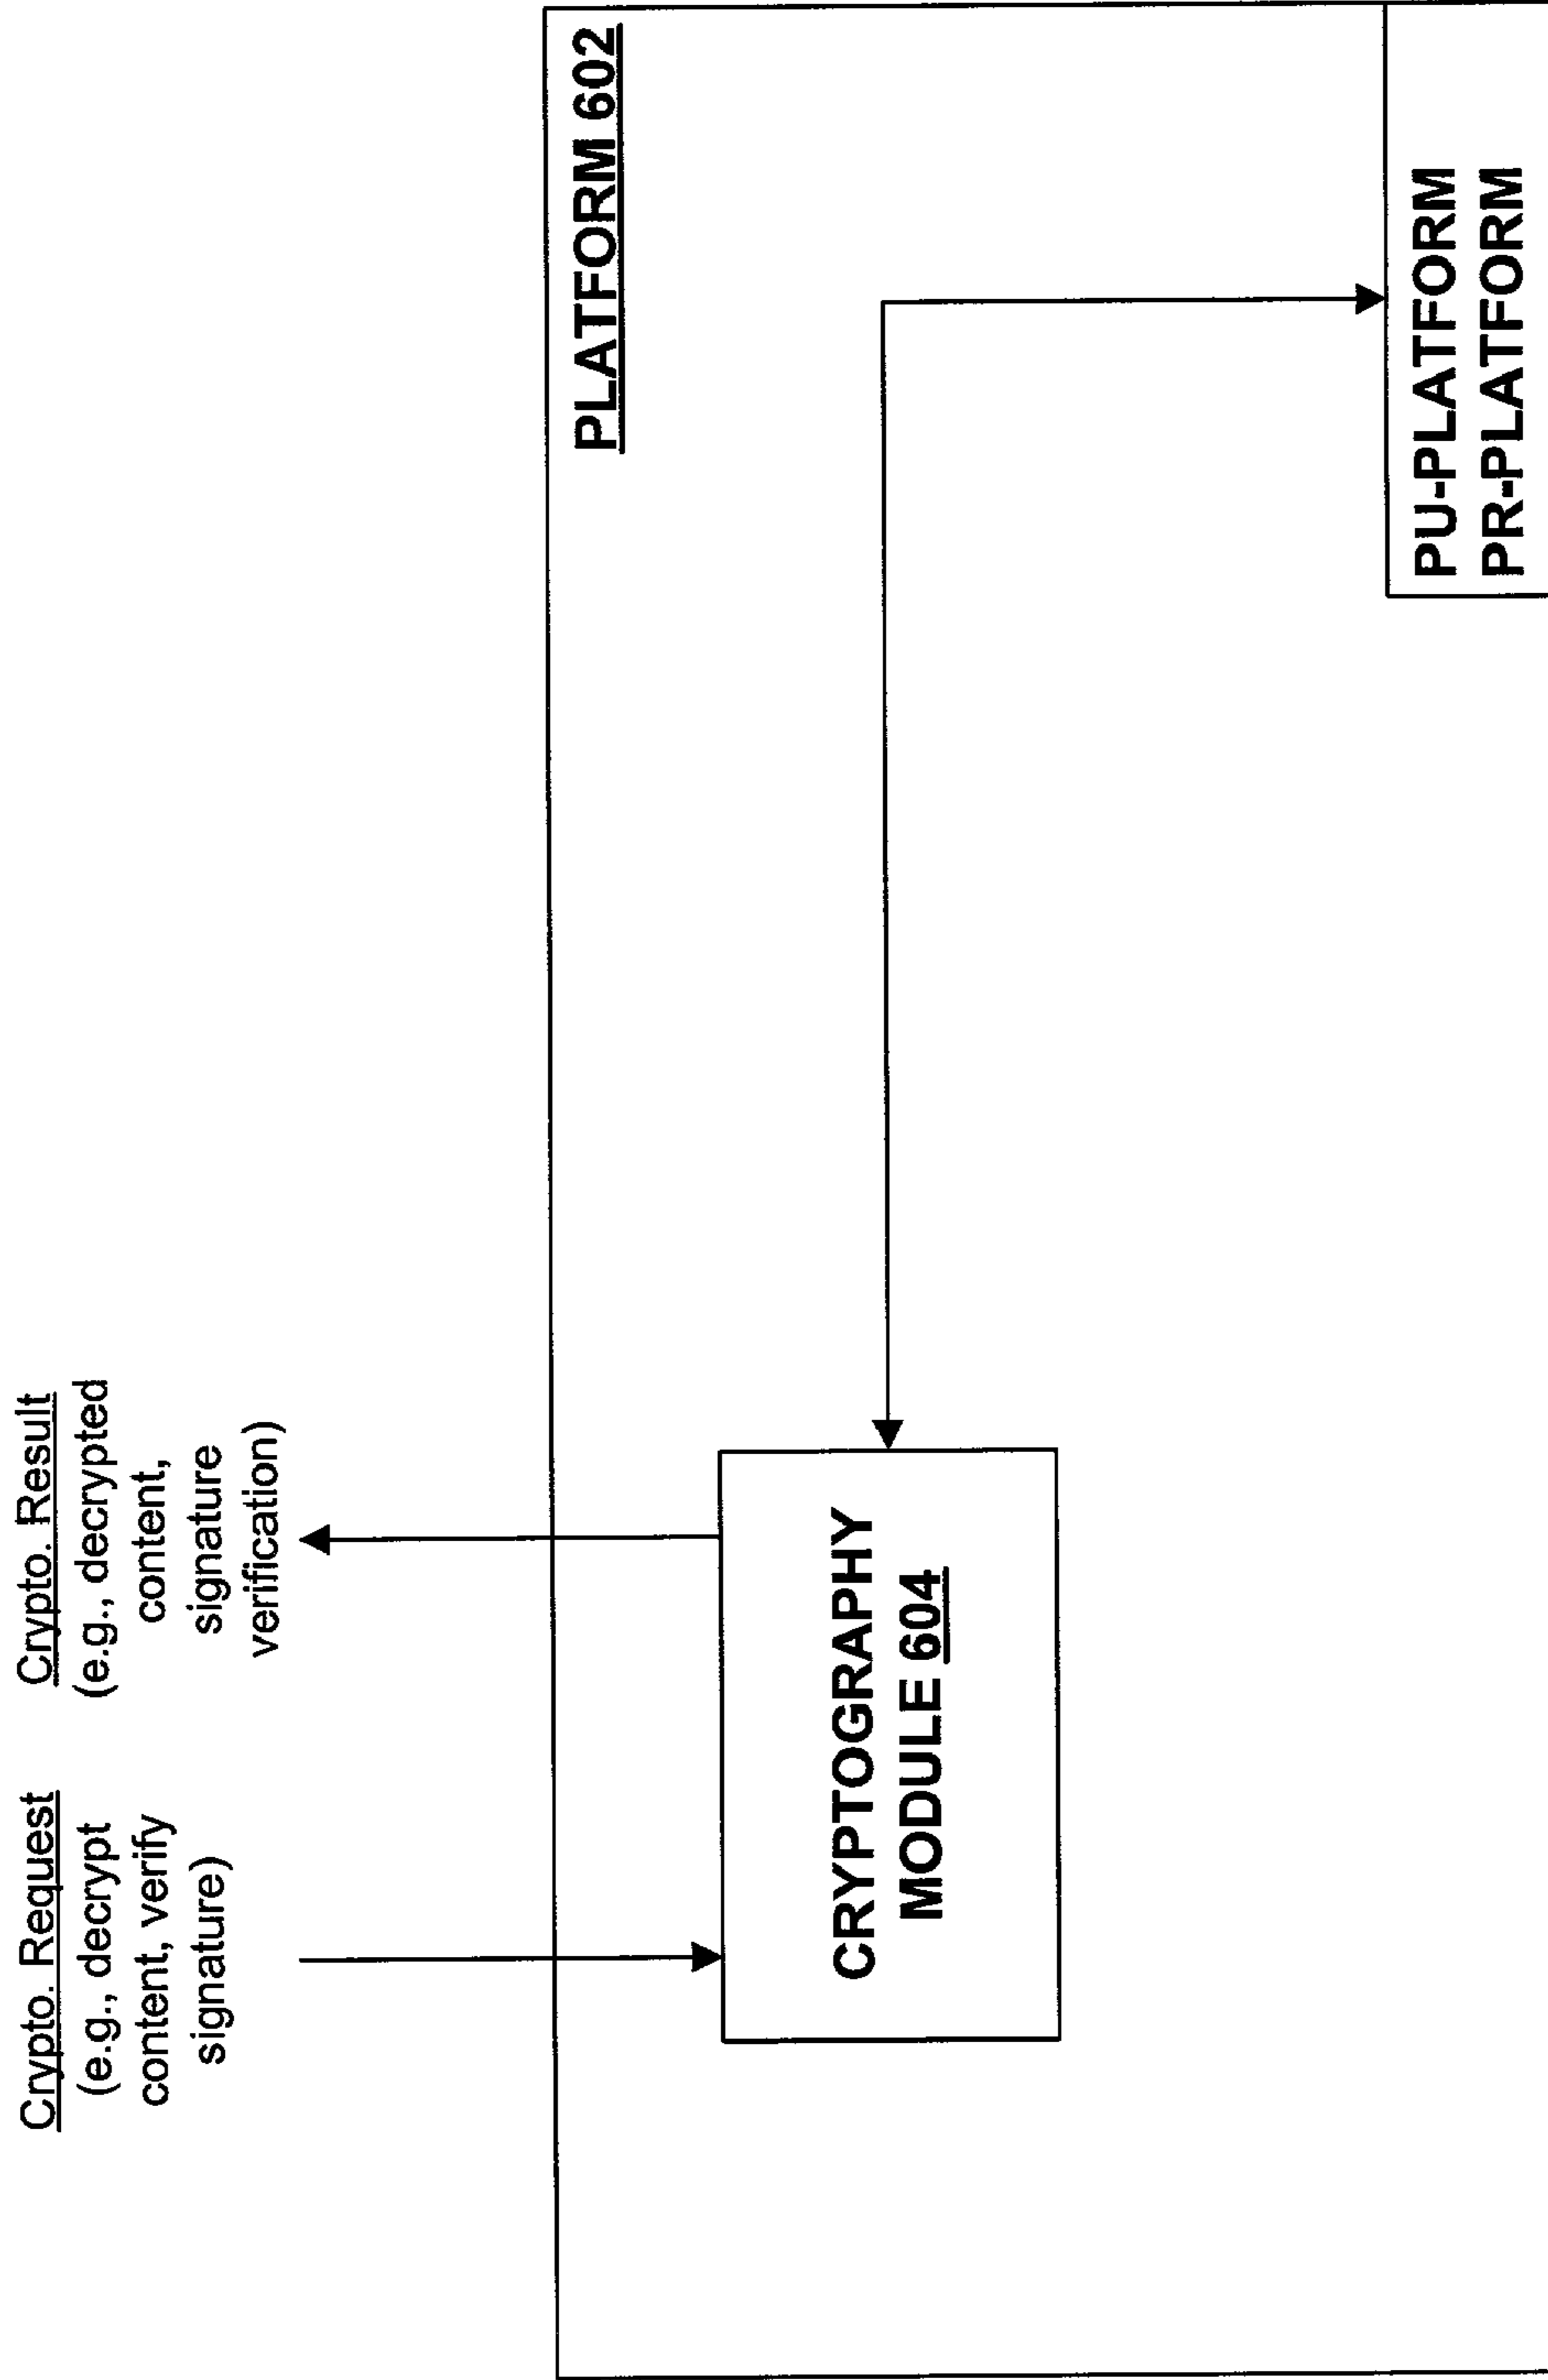 Crypto. Request
(e.g., decrypt
content, verify
signature)
Crypto. Result
(e.g., decrypted
content,
signature
verification)
PLATFORM 602
CRYPTOGRAPHY
MODULE 604
PU-PLATFORM
PR-PLATFORM